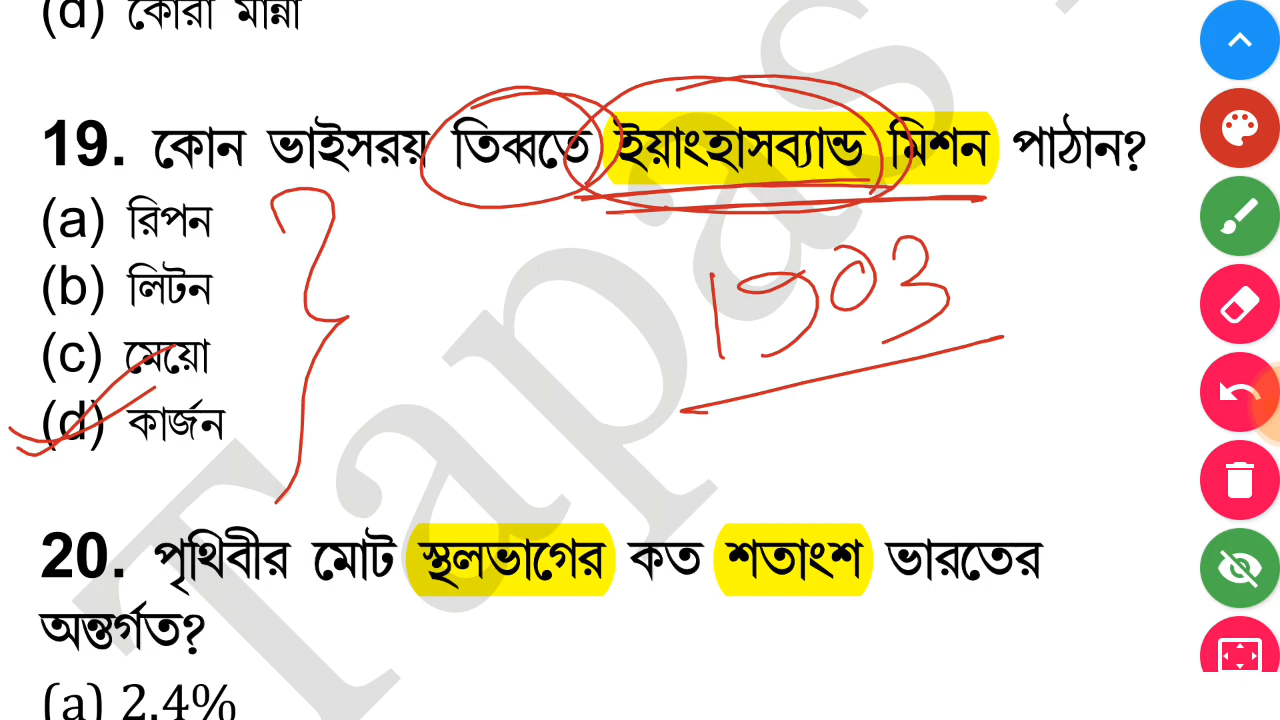 (d) কোরা মান্না
19. কোন ভাইসরয় তিব্বতে ইয়াংহাসব্যান্ড মিশন পাঠান?
(a) রিপন
(b) লিটন
(c) মেয়ো
(d) কার্জন
1903
20. পৃথিবীর মোট স্থলভাগের কত শতাংশ ভারতের
অন্তর্গত?
(a) 2.4%
Tapas